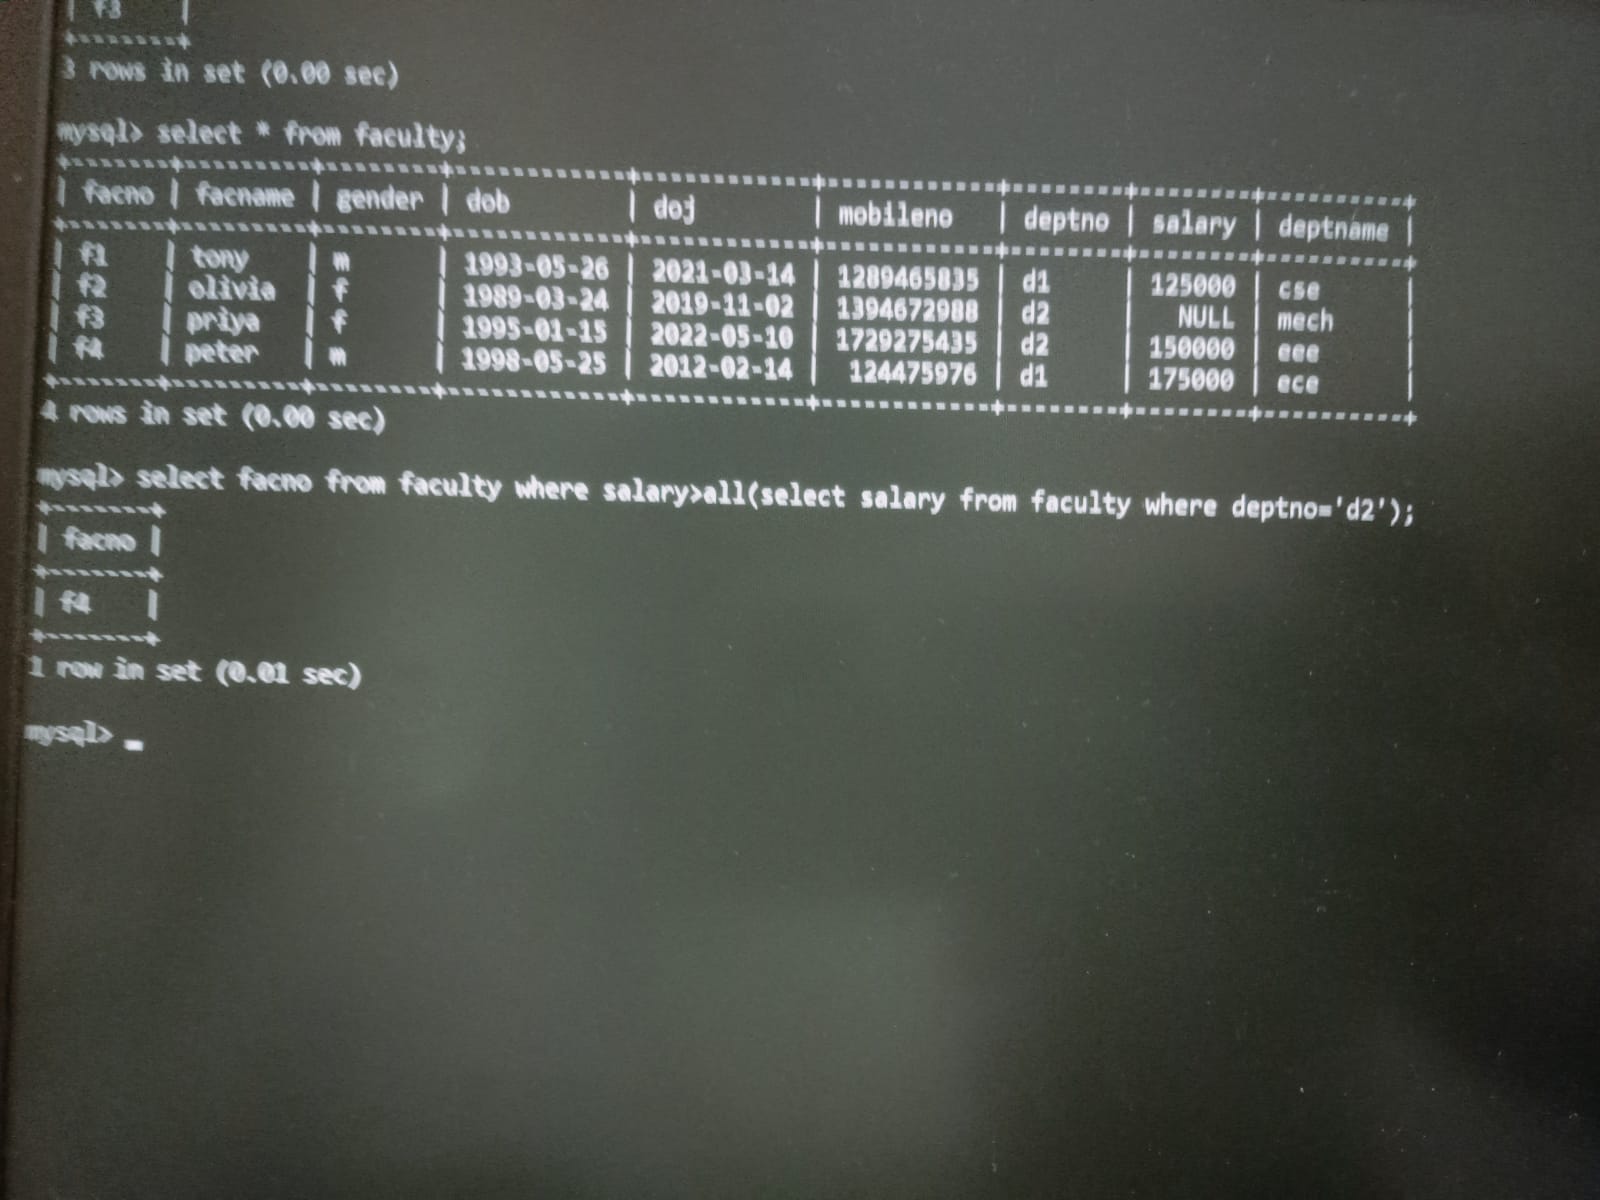 | f3    |
+-------+
3 rows in set (0.00 sec)
mysql> select * from faculty;
+-------+---------+--------+------------+------------+------------+--------+--------+----------+
| facno | facname | gender | dob        | doj        | mobileno   | deptno | salary | deptname |
+-------+---------+--------+------------+------------+------------+--------+--------+----------+
| f1    | tony    | m      | 1993-05-26 | 2021-03-14 | 1289465835 | d1     | 125000 | cse      |
| f2    | olivia  | f      | 1989-03-24 | 2019-11-02 | 1394672988 | d2     |   NULL | mech     |
| f3    | priya   | f      | 1995-01-15 | 2022-05-10 | 1729275435 | d2     | 150000 | eee      |
| f4    | peter   | m      | 1998-05-25 | 2012-02-14 |  124475976 | d1     | 175000 | ece      |
+-------+---------+--------+------------+------------+------------+--------+--------+----------+
4 rows in set (0.00 sec)
mysql> select facno from faculty where salary>all(select salary from faculty where deptno='d2');
+-------+
| facno |
+-------+
| f4    |
+-------+
1 row in set (0.01 sec)
mysql> _